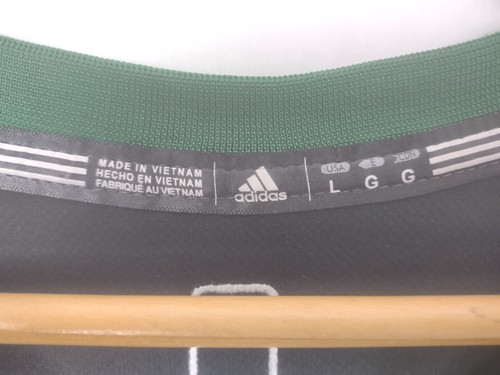 MADE IN VIETNAM
HECHO EN VIETNAM
FABRIQUÉ AU VIETNAM
adidas
USA E
L G G